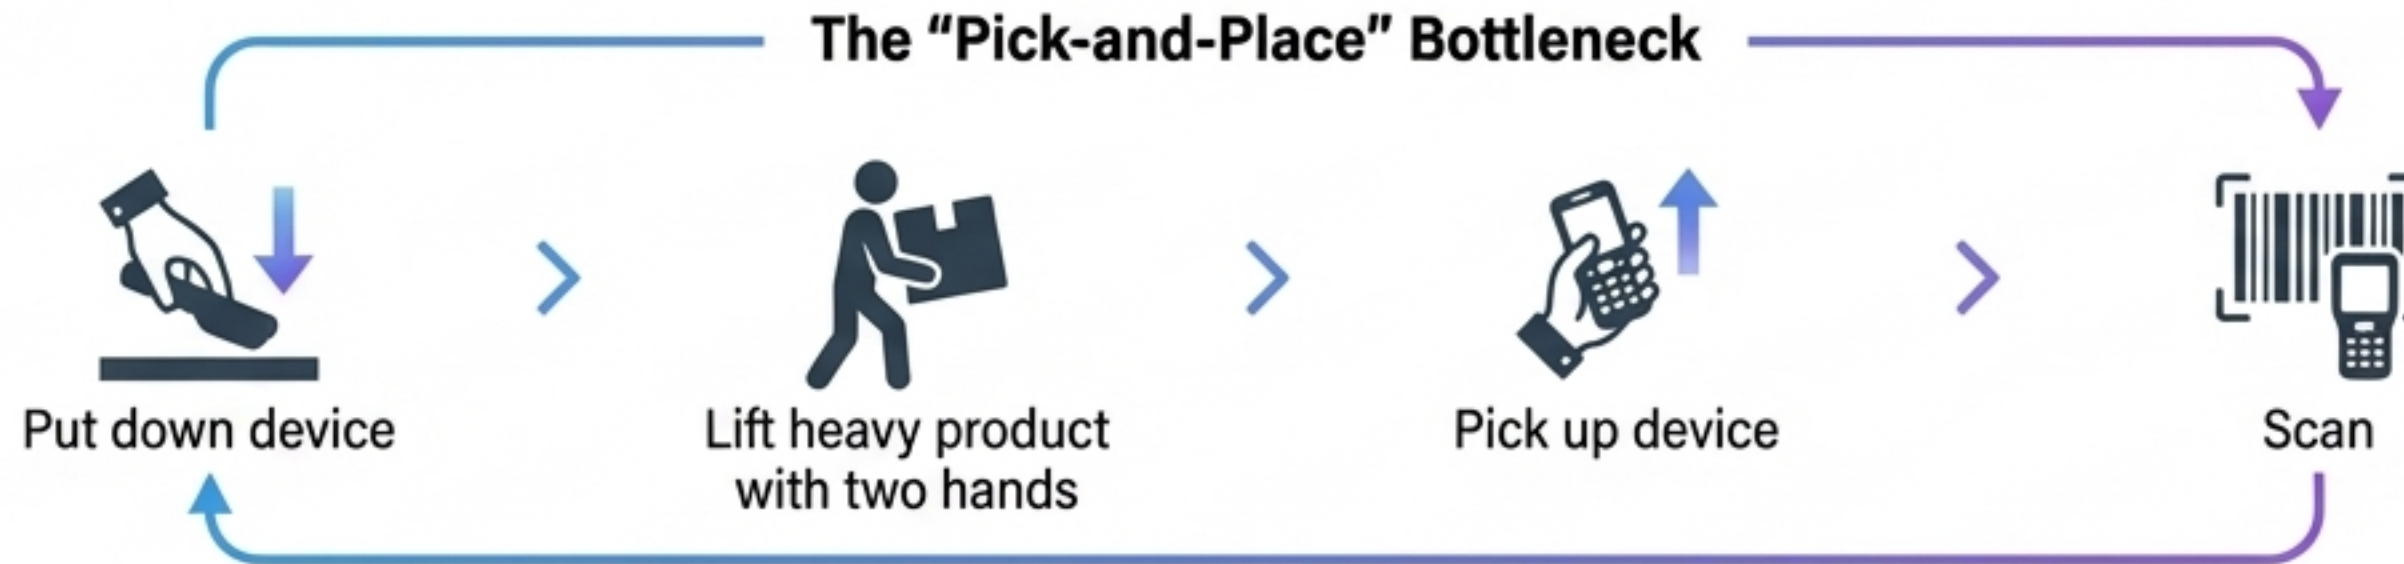 The “Pick-and-Place” Bottleneck
Put down device
Lift heavy product
with two hands
Pick up device
Scan